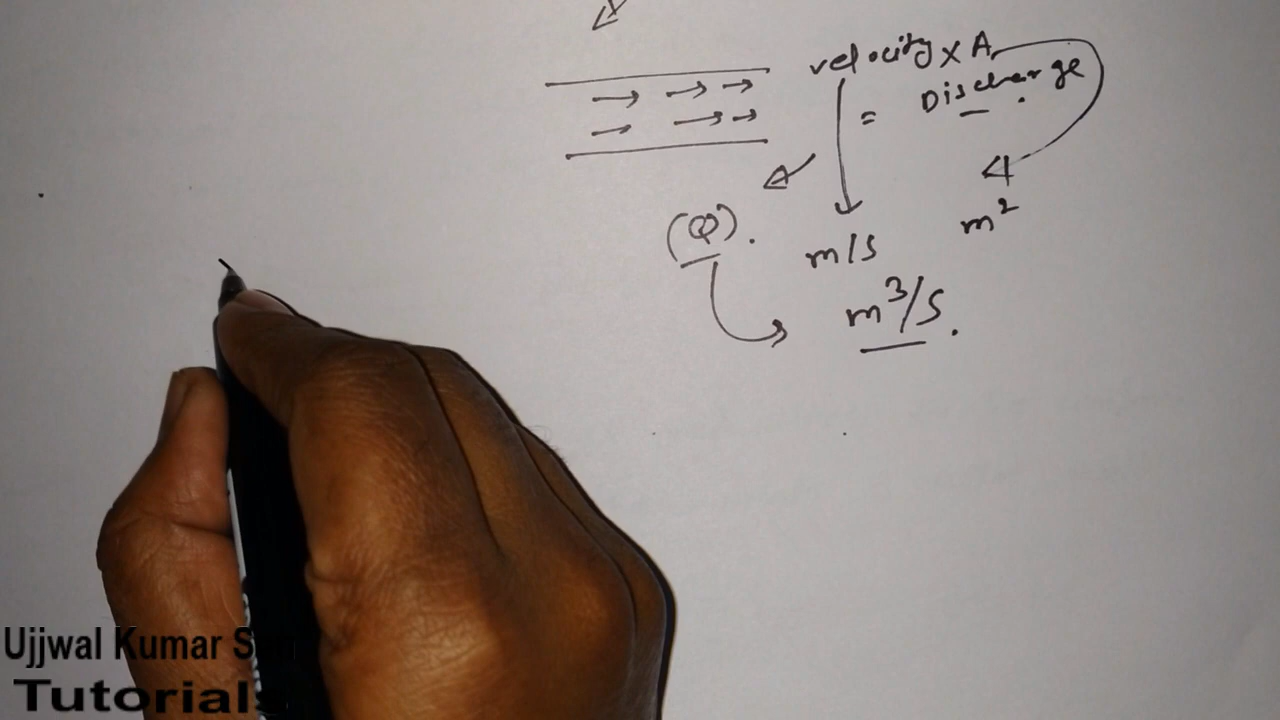 velocity x A
= Discharge
(Q). m/s m²
m³/s.
Ujjwal Kumar
Tutorials